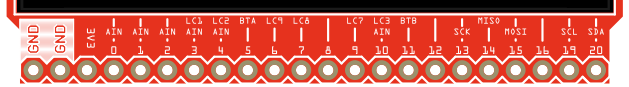 LC1 LC2 BTA LC9 LC8 LC7 LC3 BTB MISO
GND GND 3V3 AIN AIN AIN AIN AIN AIN SCK MOSI SCL SDA
0 1 2 3 4 5 6 7 8 9 10 11 12 13 14 15 16 19 20